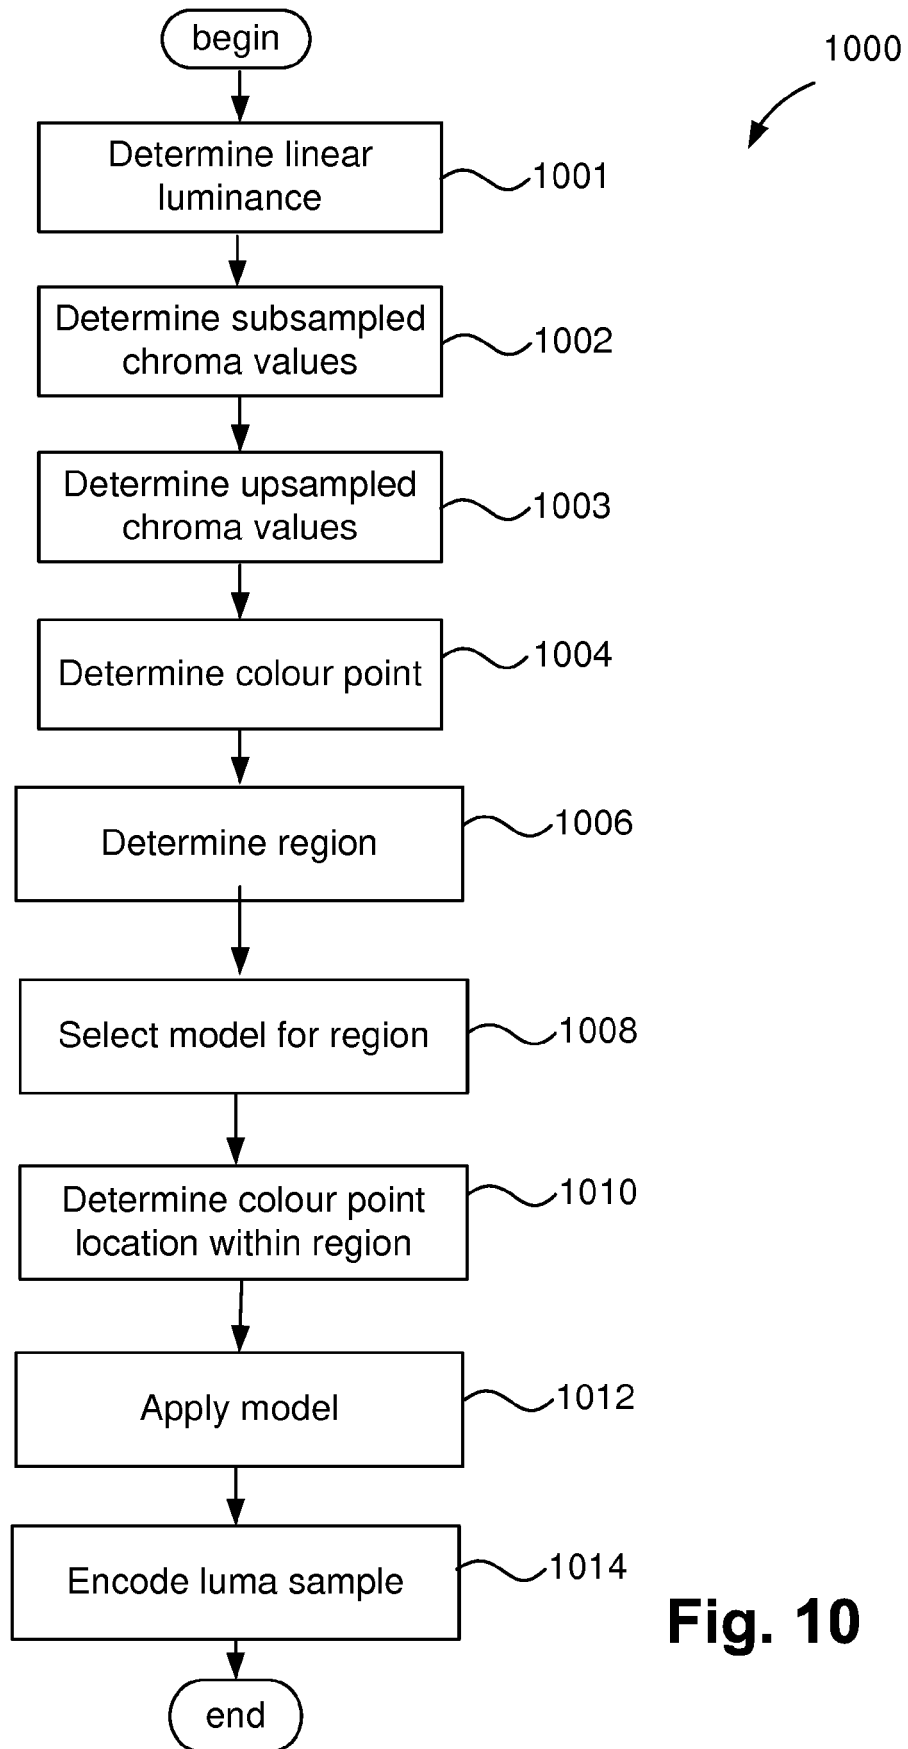 begin
1000
Determine linear
luminance
1001
Determine subsampled
chroma values
1002
Determine upsampled
chroma values
1003
Determine colour point
1004
Determine region
1006
Select model for region
1008
Determine colour point
location within region
1010
Apply model
1012
Encode luma sample
1014
Fig. 10
end